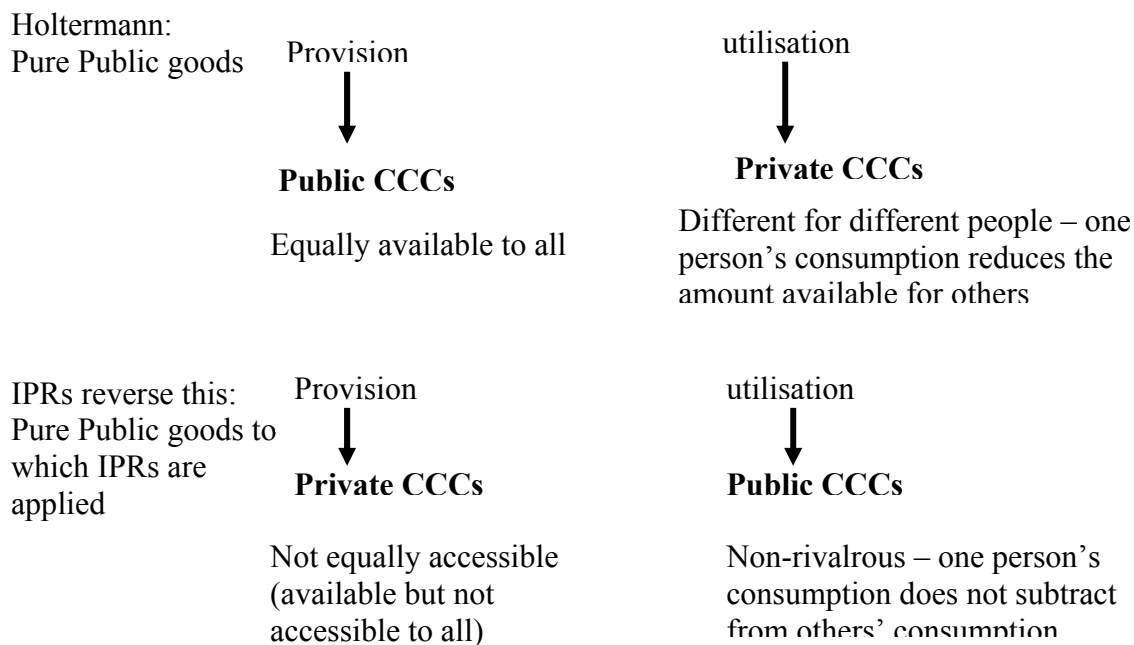 Holtermann:
Pure Public goods
Provision
utilisation
Public CCCs
Private CCCs
Equally available to all
Different for different people – one
person’s consumption reduces the
amount available for others
IPRs reverse this:
Pure Public goods to
which IPRs are
applied
Provision
utilisation
Private CCCs
Public CCCs
Not equally accessible
(available but not
accessible to all)
Non-rivalrous – one person’s
consumption does not subtract
from others’ consumption